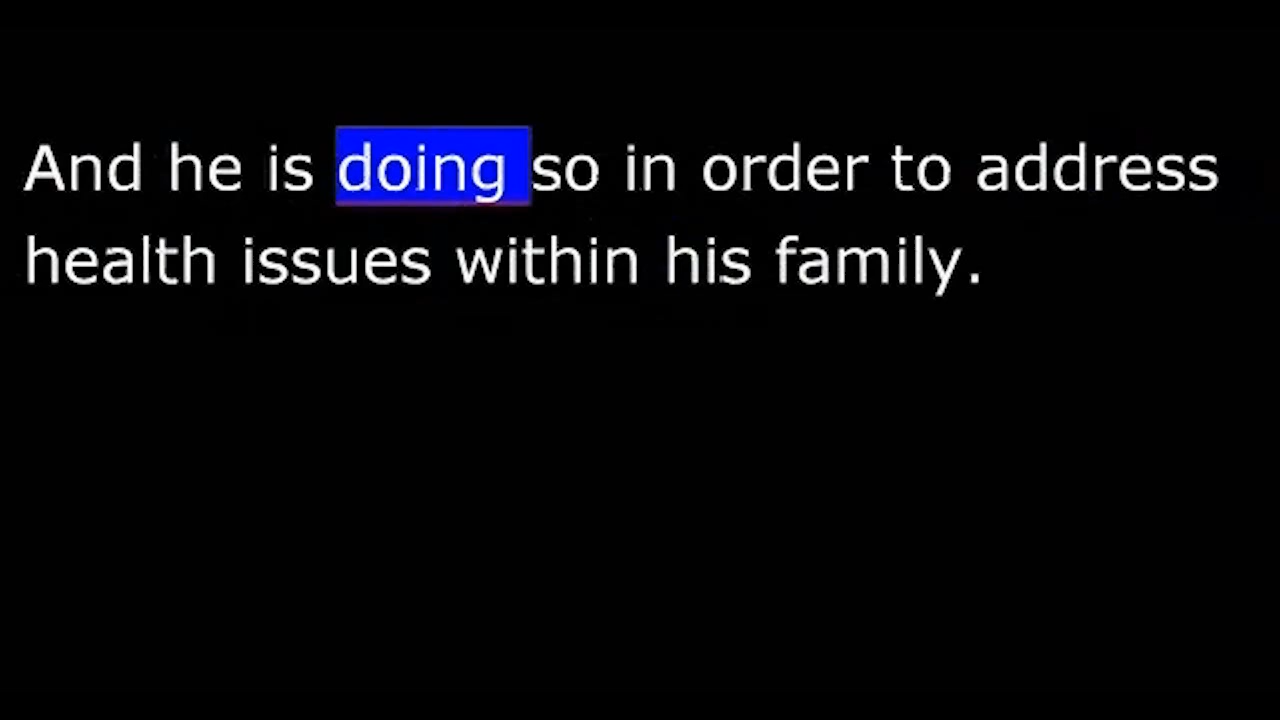 And he is doing so in order to address
health issues within his family.